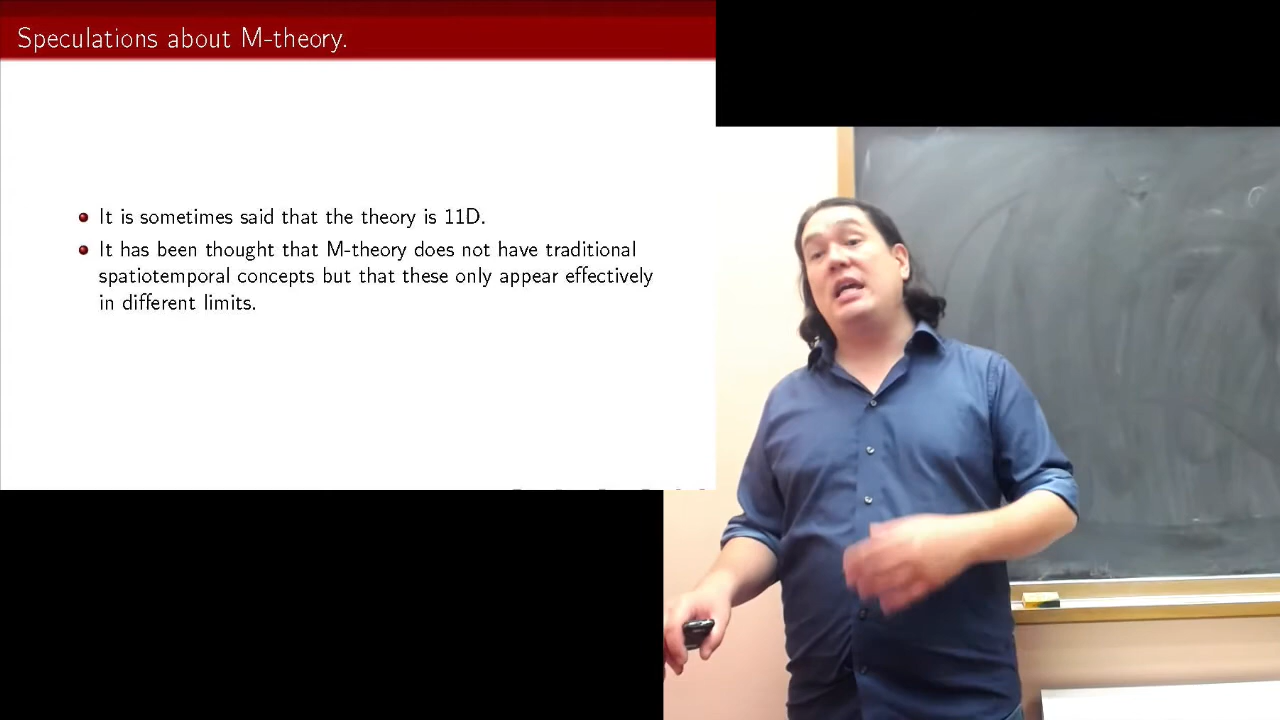 Speculations about M-theory.
It is sometimes said that the theory is 11D.
It has been thought that M-theory does not have traditional
spatiotemporal concepts but that these only appear effectively
in different limits.